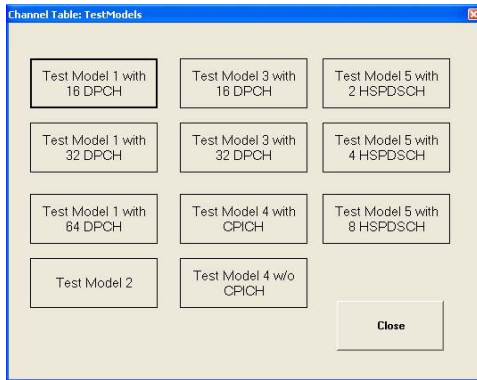 Channel Table: TestModels
Test Model 1 with
16 DPCH
Test Model 3 with
16 DPCH
Test Model 5 with
2 HSPDSCH
Test Model 1 with
32 DPCH
Test Model 3 with
32 DPCH
Test Model 5 with
4 HSPDSCH
Test Model 1 with
64 DPCH
Test Model 4 with
CPICH
Test Model 5 with
8 HSPDSCH
Test Model 2
Test Model 4 w/o
CPICH
Close